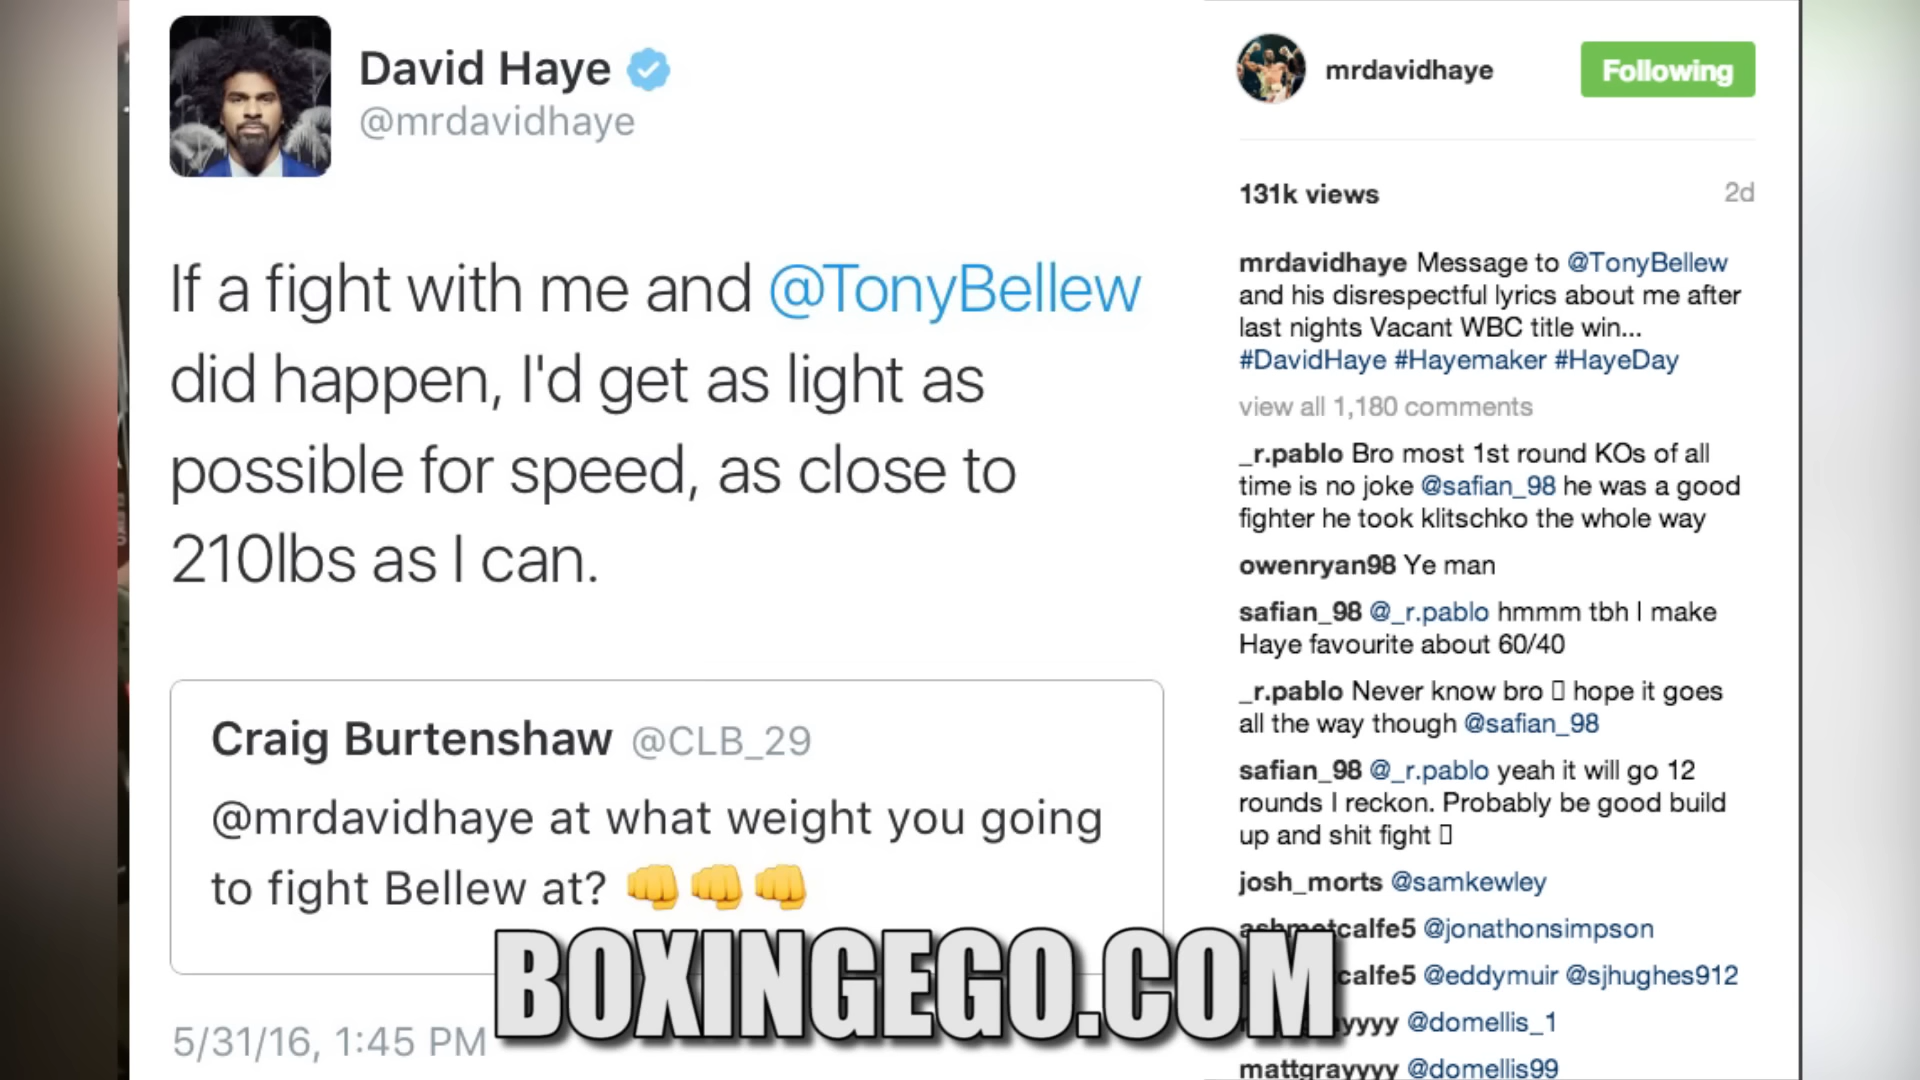 David Haye
@mrdavidhaye
If a fight with me and @TonyBellew
did happen, I'd get as light as
possible for speed, as close to
210lbs as I can.
Craig Burtenshaw @CLB_29
@mrdavidhaye at what weight you going
to fight Bellew at? 👊👊👊
5/31/16, 1:45 PM
mrdavidhaye
Following
131k views 2d
mrdavidhaye Message to @TonyBellew
and his disrespectful lyrics about me after
last nights Vacant WBC title win...
#DavidHaye #Hayemaker #HayeDay
view all 1,180 comments
_r.pablo Bro most 1st round KOs of all
time is no joke @safian_98 he was a good
fighter he took klitschko the whole way
owenryan98 Ye man
safian_98 @_r.pablo hmmm tbh I make
Haye favourite about 60/40
_r.pablo Never know bro ▯ hope it goes
all the way though @safian_98
safian_98 @_r.pablo yeah it will go 12
rounds I reckon. Probably be good build
up and shit fight ▯
josh_morts @samkewley
ashmetcalfe5 @jonathonsimpson
@eddymuir @sjhughes912
@domellis_1
mattgrayyyy @domellis99
BOXINGEGO.COM